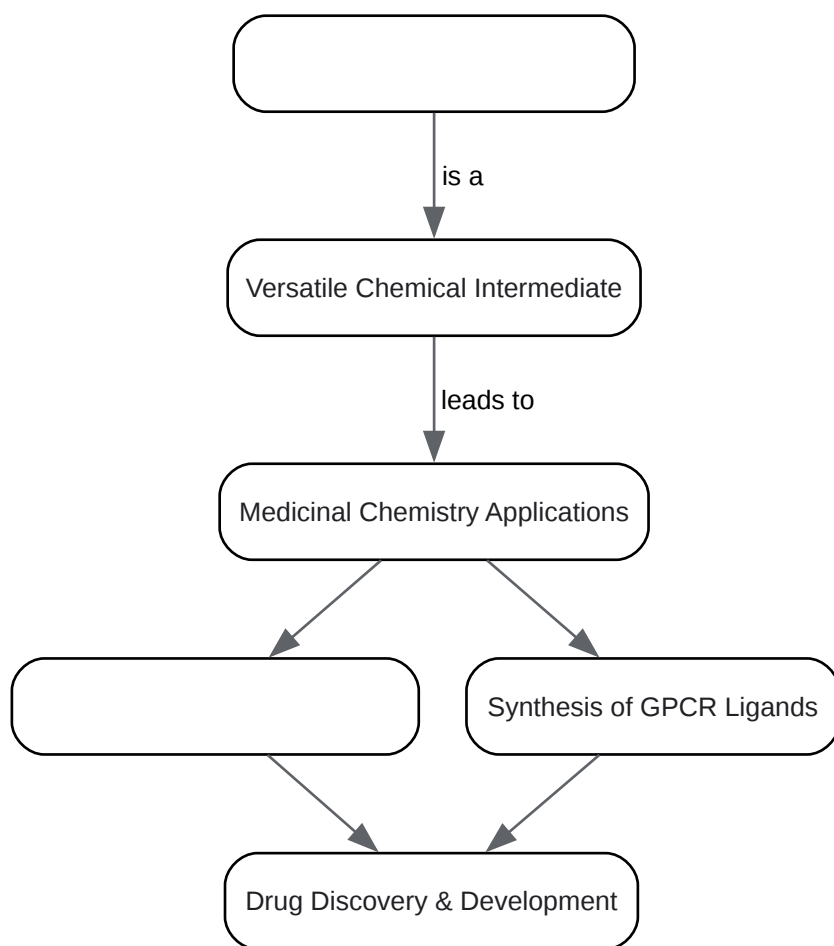 is a
Versatile Chemical Intermediate
leads to
Medicinal Chemistry Applications
Synthesis of GPCR Ligands
Drug Discovery & Development